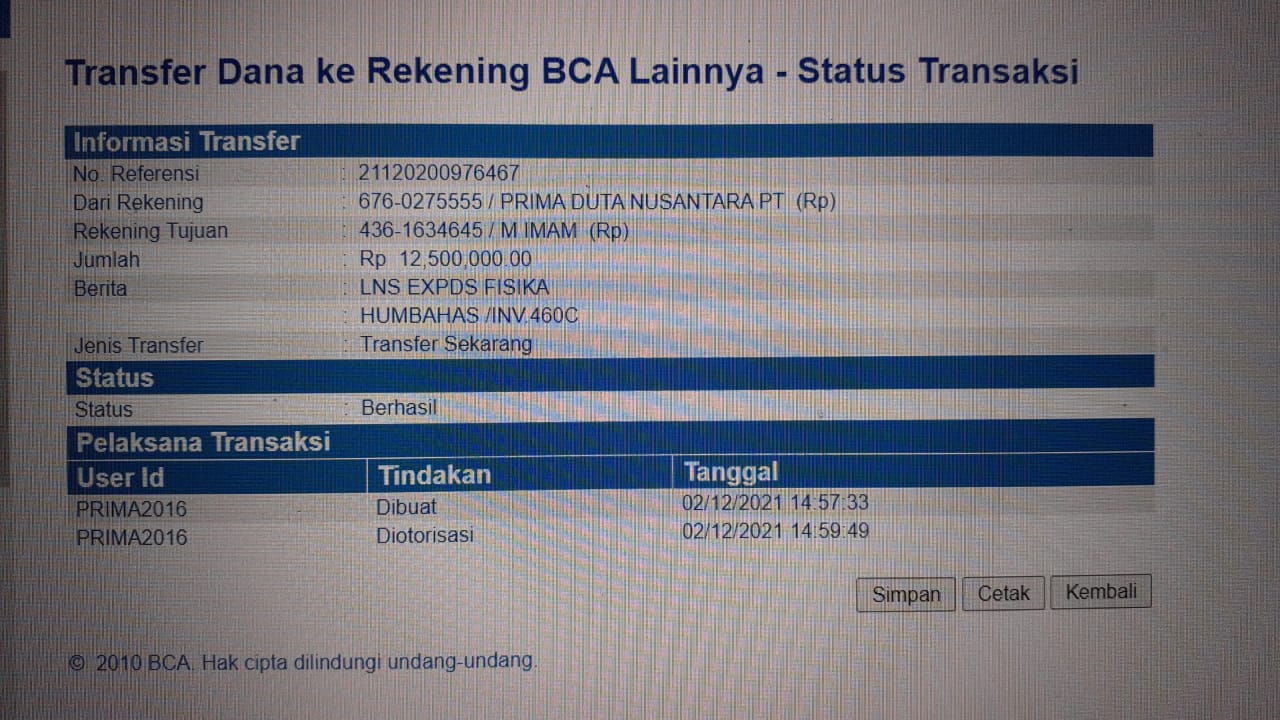 Transfer Dana ke Rekening BCA Lainnya - Status Transaksi
Informasi Transfer
No. Referensi : 21120200976467
Dari Rekening : 676-0275555 / PRIMA DUTA NUSANTARA PT (Rp)
Rekening Tujuan : 436-1634645 / M IMAM (Rp)
Jumlah : Rp 12,500,000.00
Berita : LNS EXPDS FISIKA
: HUMBAHAS /INV.460C
Jenis Transfer : Transfer Sekarang
Status
Status : Berhasil
Pelaksana Transaksi
User Id Tindakan Tanggal
PRIMA2016 Dibuat 02/12/2021 14:57:33
PRIMA2016 Diotorisasi 02/12/2021 14:59:49
Simpan Cetak Kembali
© 2010 BCA. Hak cipta dilindungi undang-undang.